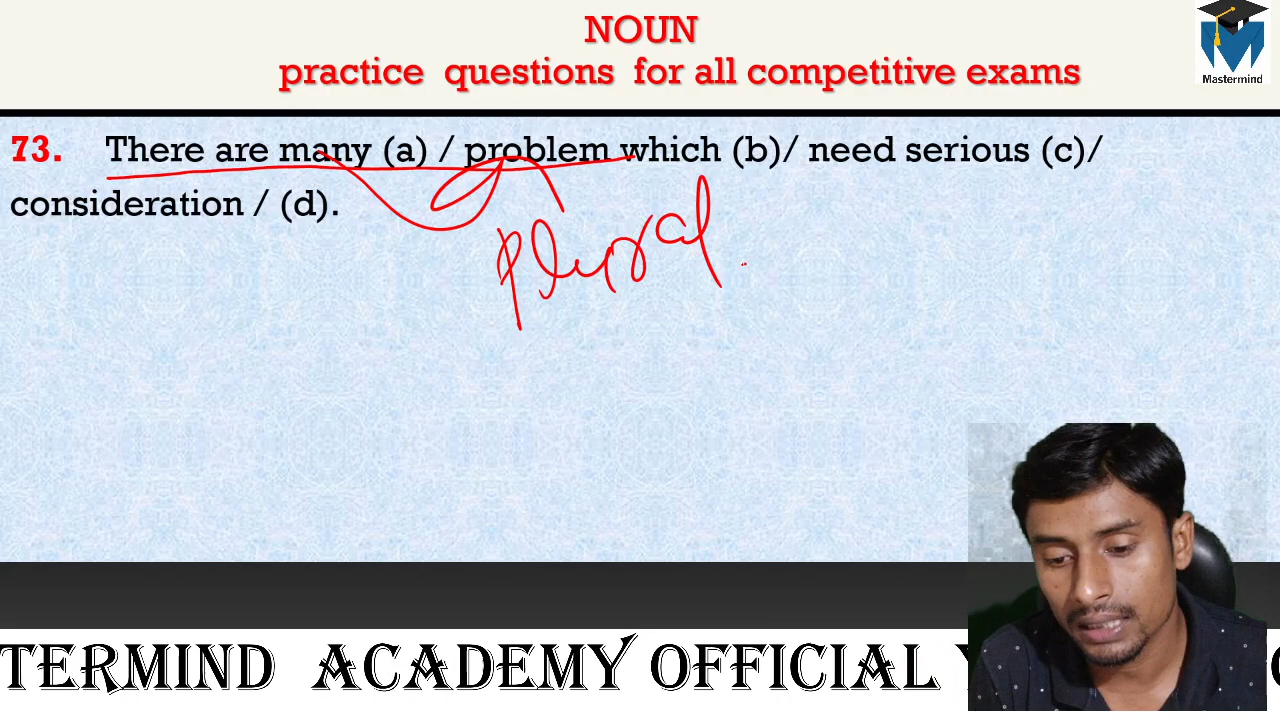 NOUN
practice questions for all competitive exams
Mastermind
73. There are many (a) / problem which (b)/ need serious (c)/
consideration / (d).
plural
TERMIND ACADEMY OFFICIAL